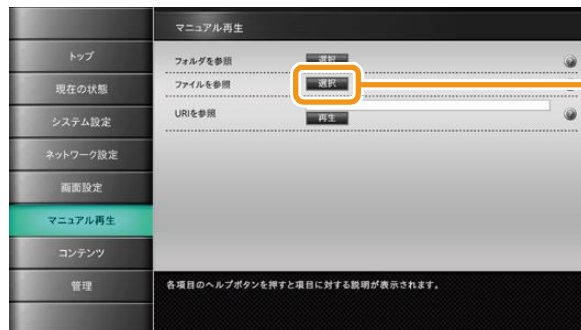 マニュアル再生
トップ
現在の状態
システム設定
ネットワーク設定
画面設定
マニュアル再生
コンテンツ
管理
フォルダを参照 選択
ファイルを参照 選択
URIを参照
再生
各項目のヘルプボタンを押すと項目に対する説明が表示されます。